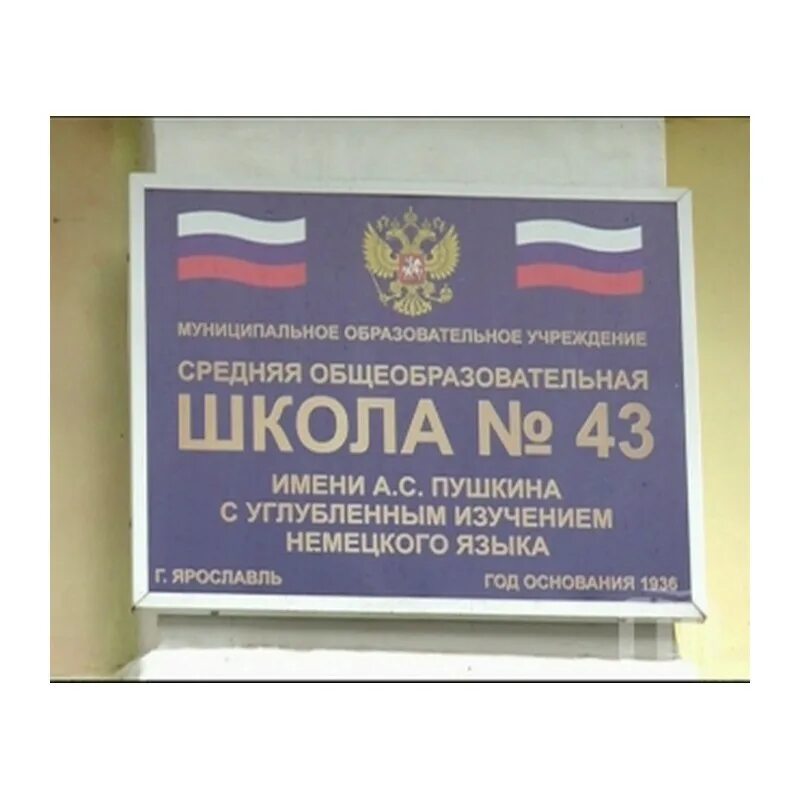 МУНИЦИПАЛЬНОЕ ОБРАЗОВАТЕЛЬНОЕ УЧРЕЖДЕНИЕ
СРЕДНЯЯ ОБЩЕОБРАЗОВАТЕЛЬНАЯ
ШКОЛА № 43
ИМЕНИ А.С. ПУШКИНА
С УГЛУБЛЕННЫМ ИЗУЧЕНИЕМ
НЕМЕЦКОГО ЯЗЫКА
Г. ЯРОСЛАВЛЬ ГОД ОСНОВАНИЯ 1936